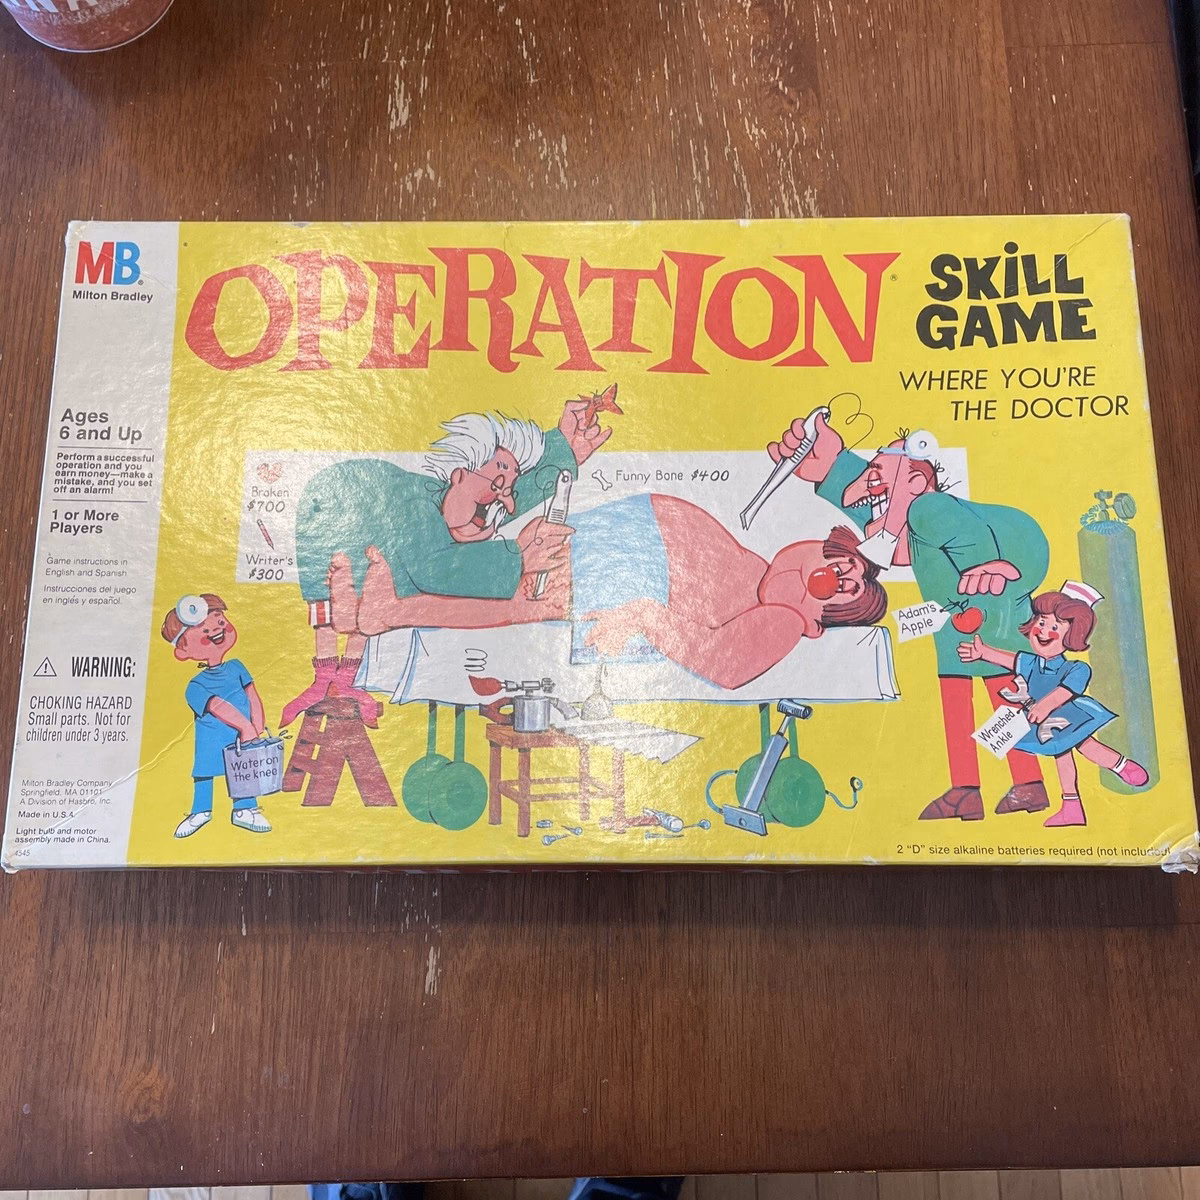 MB®
Milton Bradley
OPERATION®
SKiLL
GAME
WHERE YOU'RE
THE DOCTOR
Ages
6 and Up
Perform a successful
operation and you
earn money—make a
mistake, and you set
off an alarm!
1 or More
Players
Game instructions in
English and Spanish
Instrucciones del juego
en inglés y español.
WARNING:
CHOKING HAZARD
Small parts. Not for
children under 3 years.
Milton Bradley Company
Springfield, MA 01101
A Division of Hasbro, Inc.
Made in U.S.A.
Light bulb and motor
assembly made in China.
4545
Broken
$700
Writer's
$300
Funny Bone $400
Adam's
Apple
Wrenched
Ankle
Water on
the knee
2 "D" size alkaline batteries required (not included)